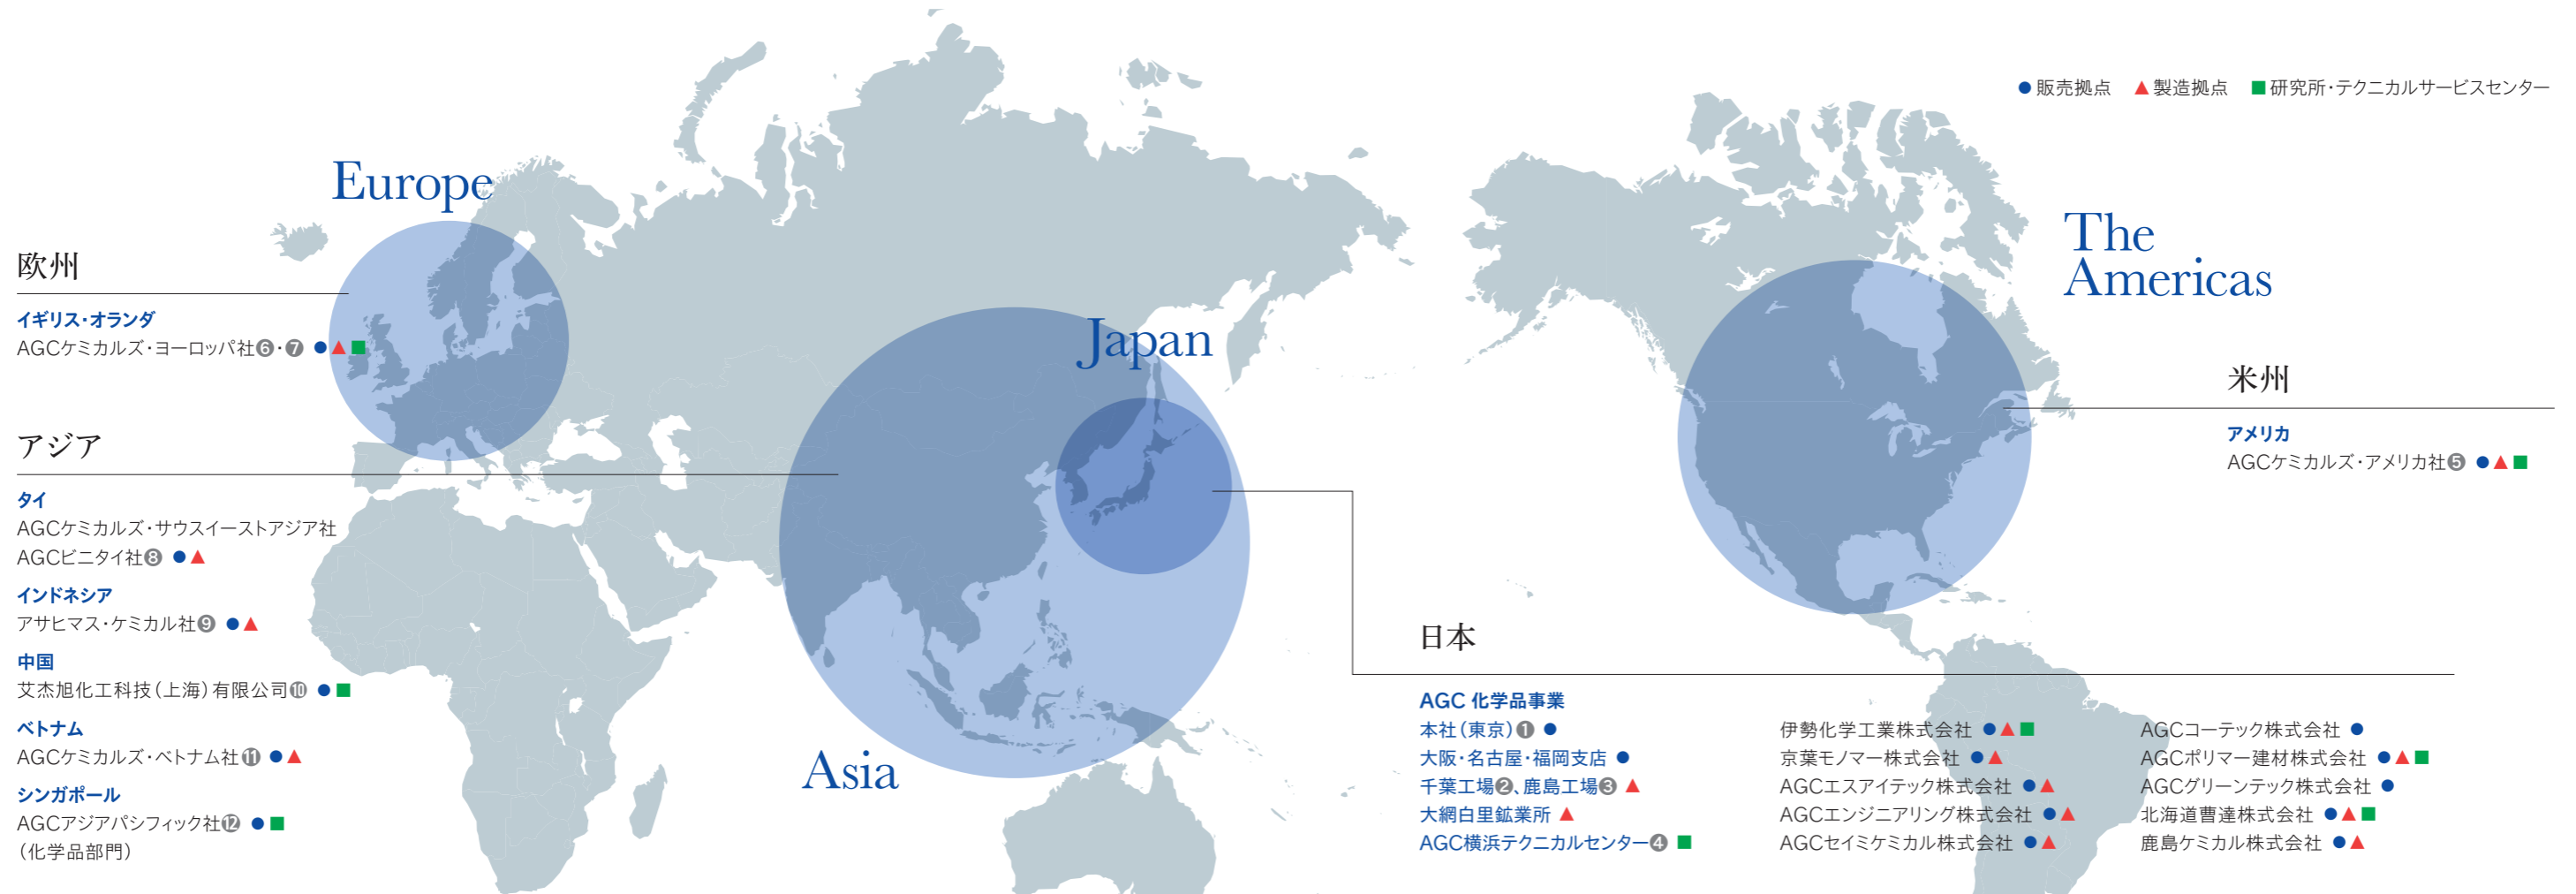 ●販売拠点 ▲製造拠点 ■研究所・テクニカルサービスセンター
Europe
欧州
イギリス・オランダ
AGCケミカルズ・ヨーロッパ社❻・❼ ●▲■
アジア
タイ
AGCケミカルズ・サウスイーストアジア社
AGCビニタイ社❽ ●▲
インドネシア
アサヒマス・ケミカル社❾ ●▲
中国
艾杰旭化工科技(上海)有限公司❿ ●■
ベトナム
AGCケミカルズ・ベトナム社⓫ ●▲
シンガポール
AGCアジアパシフィック社⓬ ●■
(化学品部門)
Asia
Japan
The
Americas
米州
アメリカ
AGCケミカルズ・アメリカ社❺ ●▲■
日本
AGC 化学品事業
本社(東京)❶ ●
大阪・名古屋・福岡支店 ●
千葉工場❷、鹿島工場❸ ▲
大網白里鉱業所 ▲
AGC横浜テクニカルセンター❹ ■
伊勢化学工業株式会社 ●▲■
京葉モノマー株式会社 ●▲
AGCエスアイテック株式会社 ●▲
AGCエンジニアリング株式会社 ●▲
AGCセイミケミカル株式会社 ●▲
AGCコーテック株式会社 ●
AGCポリマー建材株式会社 ●▲■
AGCグリーンテック株式会社 ●
北海道曹達株式会社 ●▲■
鹿島ケミカル株式会社 ●▲